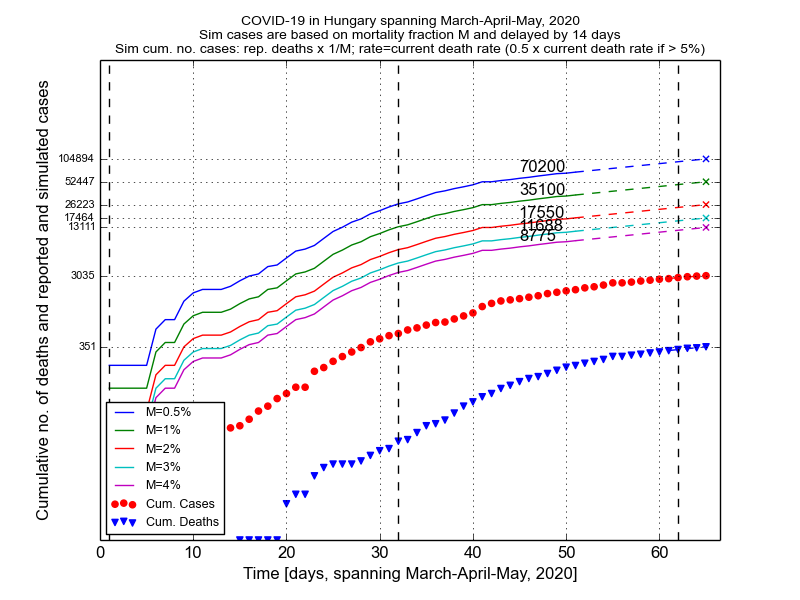 COVID-19 in Hungary spanning March-April-May, 2020
Sim cases are based on mortality fraction M and delayed by 14 days
Sim cum. no. cases: rep. deaths x 1/M; rate=current death rate (0.5 x current death rate if > 5%)
Cumulative no. of deaths and reported and simulated cases
104894
52447
26223
17464
13111
3035
351
70200
35100
17550
11688
8775
M=0.5%
M=1%
M=2%
M=3%
M=4%
Cum. Cases
Cum. Deaths
0 10 20 30 40 50 60
Time [days, spanning March-April-May, 2020]